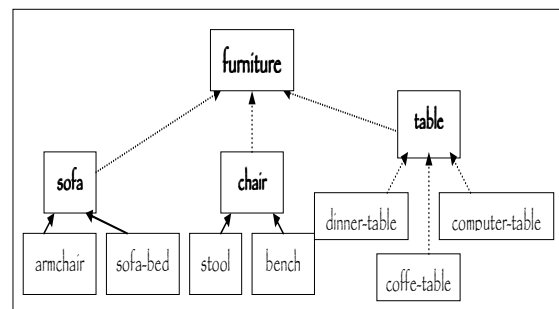 furniture
table
sofa
chair
dinner-table
computer-table
armchair
sofa-bed
stool
bench
coffe-table